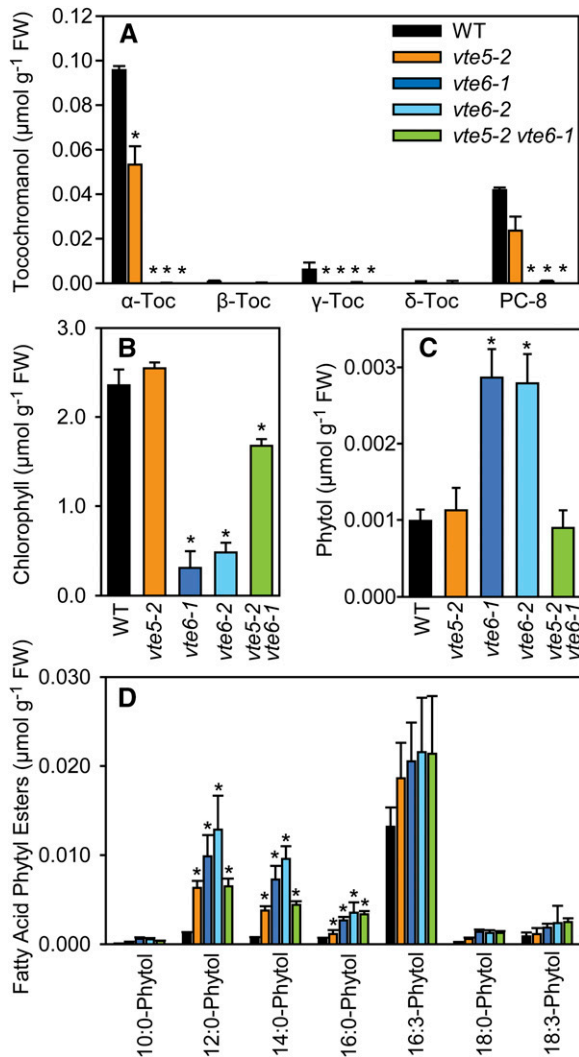 A
Tocochromanol (µmol g⁻¹ FW)
0.12
0.10
0.08
0.06
0.04
0.02
0.00
WT
vte5-2
vte6-1
vte6-2
vte5-2 vte6-1
*
* * *
* * * *
* * *
α-Toc β-Toc γ-Toc δ-Toc PC-8
B
Chlorophyll (µmol g⁻¹ FW)
3.0
2.0
1.0
0.0
*
*
*
WT
vte5-2
vte6-1
vte6-2
vte5-2
vte6-1
C
Phytol (µmol g⁻¹ FW)
0.003
0.002
0.001
0.000
*
*
WT
vte5-2
vte6-1
vte6-2
vte5-2
vte6-1
D
Fatty Acid Phytyl Esters (µmol g⁻¹ FW)
0.030
0.020
0.010
0.000
* * * *
* * * *
* * * *
10:0-Phytol
12:0-Phytol
14:0-Phytol
16:0-Phytol
16:3-Phytol
18:0-Phytol
18:3-Phytol